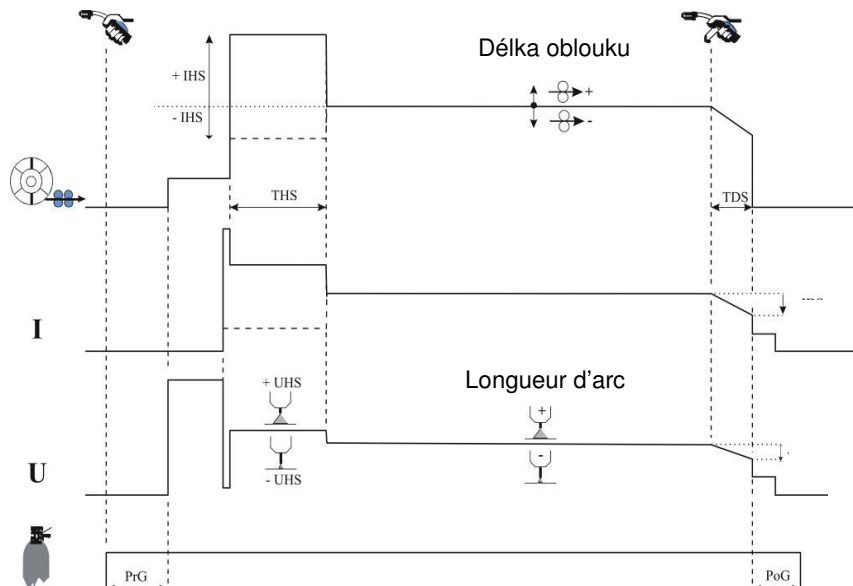 Délka oblouku
+ IHS
+
- IHS
-
THS
TDS
I
+ UHS
Longueur d'arc
+
U
-
- UHS
PrG
PoG